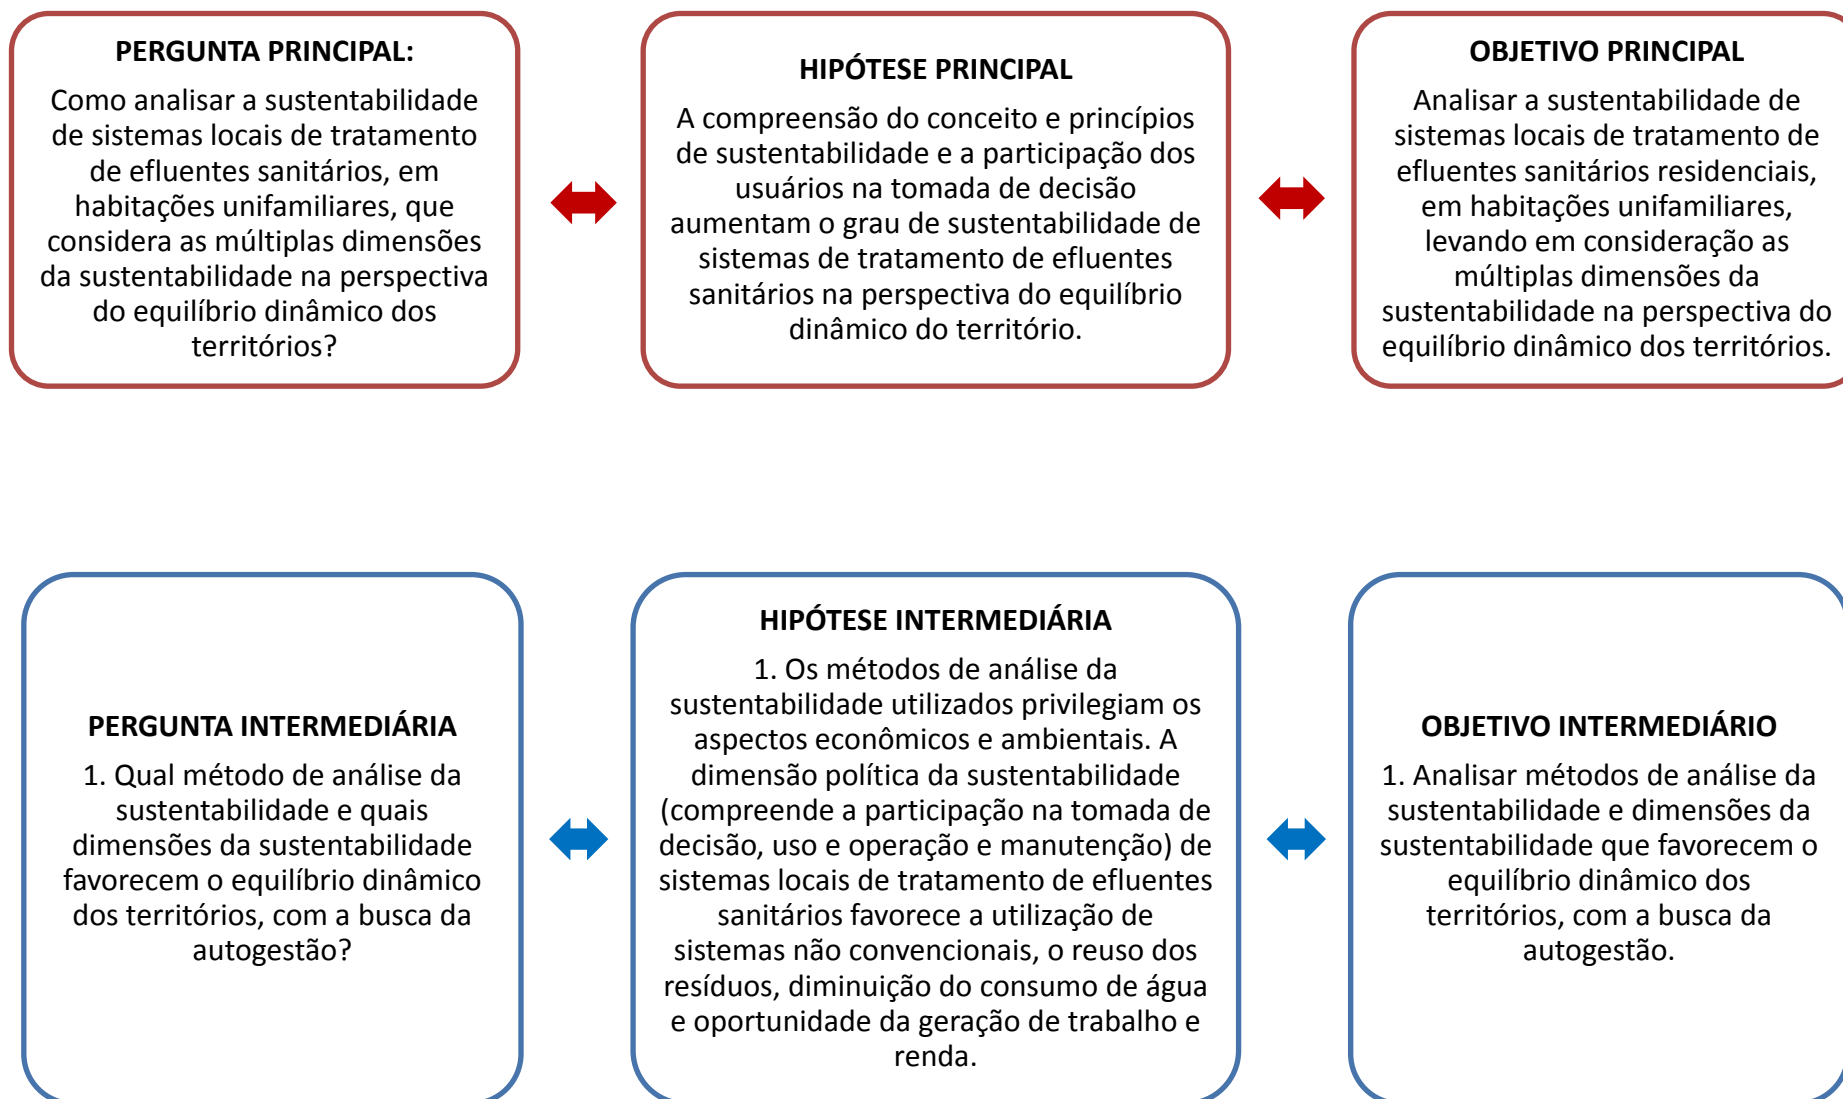 PERGUNTA PRINCIPAL:
Como analisar a sustentabilidade
de sistemas locais de tratamento
de efluentes sanitários, em
habitações unifamiliares, que
considera as múltiplas dimensões
da sustentabilidade na perspectiva
do equilíbrio dinâmico dos
territórios?
HIPÓTESE PRINCIPAL
A compreensão do conceito e princípios
de sustentabilidade e a participação dos
usuários na tomada de decisão
aumentam o grau de sustentabilidade de
sistemas de tratamento de efluentes
sanitários na perspectiva do equilíbrio
dinâmico do território.
OBJETIVO PRINCIPAL
Analisar a sustentabilidade de
sistemas locais de tratamento de
efluentes sanitários residenciais,
em habitações unifamiliares,
levando em consideração as
múltiplas dimensões da
sustentabilidade na perspectiva do
equilíbrio dinâmico dos territórios.
PERGUNTA INTERMEDIÁRIA
1. Qual método de análise da
sustentabilidade e quais
dimensões da sustentabilidade
favorecem o equilíbrio dinâmico
dos territórios, com a busca da
autogestão?
HIPÓTESE INTERMEDIÁRIA
1. Os métodos de análise da
sustentabilidade utilizados privilegiam os
aspectos econômicos e ambientais. A
dimensão política da sustentabilidade
(compreende a participação na tomada de
decisão, uso e operação e manutenção) de
sistemas locais de tratamento de efluentes
sanitários favorece a utilização de
sistemas não convencionais, o reuso dos
resíduos, diminuição do consumo de água
e oportunidade da geração de trabalho e
renda.
OBJETIVO INTERMEDIÁRIO
1. Analisar métodos de análise da
sustentabilidade e dimensões da
sustentabilidade que favorecem o
equilíbrio dinâmico dos
territórios, com a busca da
autogestão.